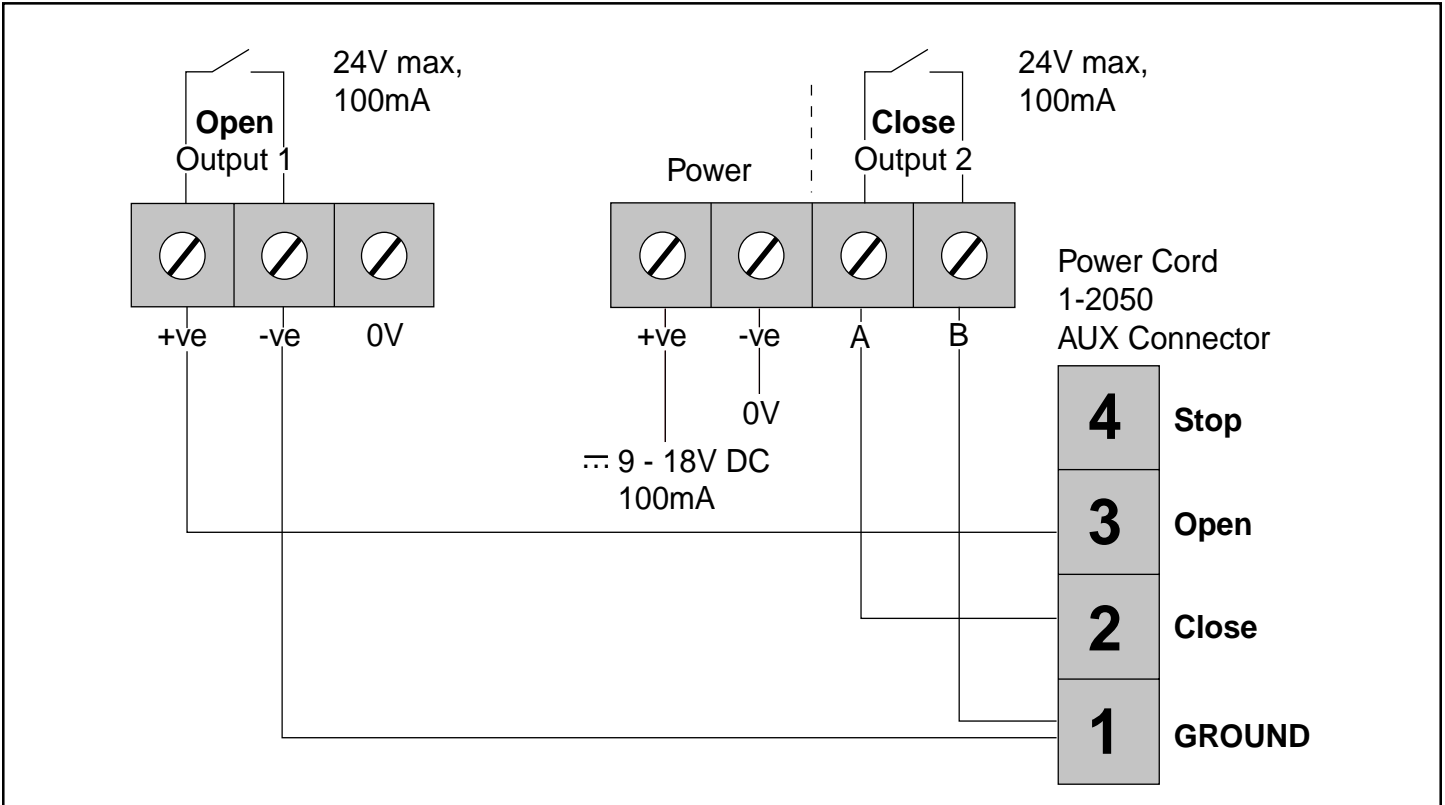 24V max,
100mA
Open
Output 1
Power
24V max,
100mA
Close
Output 2
+ve
-ve
0V
+ve
-ve
A
B
0V
9 - 18V DC
100mA
Power Cord
1-2050
AUX Connector
4 Stop
3 Open
2 Close
1 GROUND